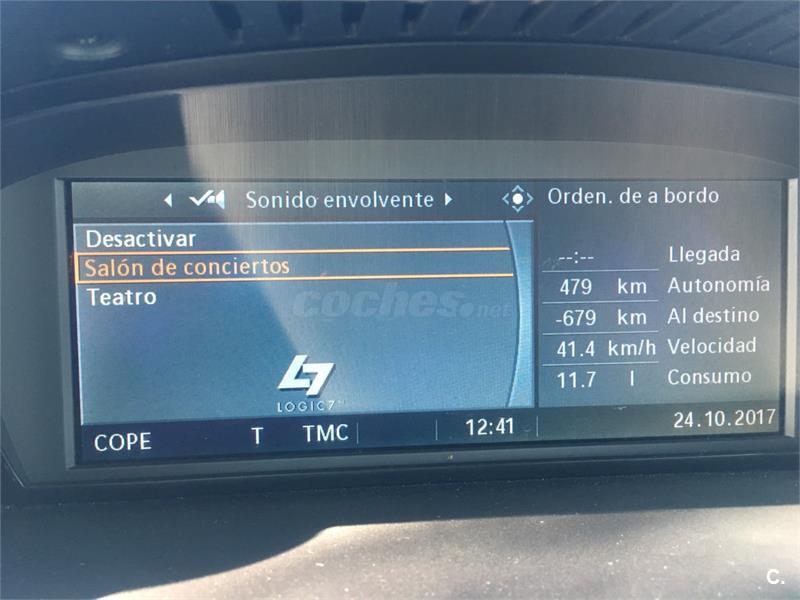 Sonido envolvente
Desactivar
Salón de conciertos
Teatro
LOGIC7™
COPE T TMC 12:41
Orden. de a bordo
--:-- Llegada
479 km Autonomía
-679 km Al destino
41.4 km/h Velocidad
11.7 l Consumo
24.10.2017
coches.net
C.